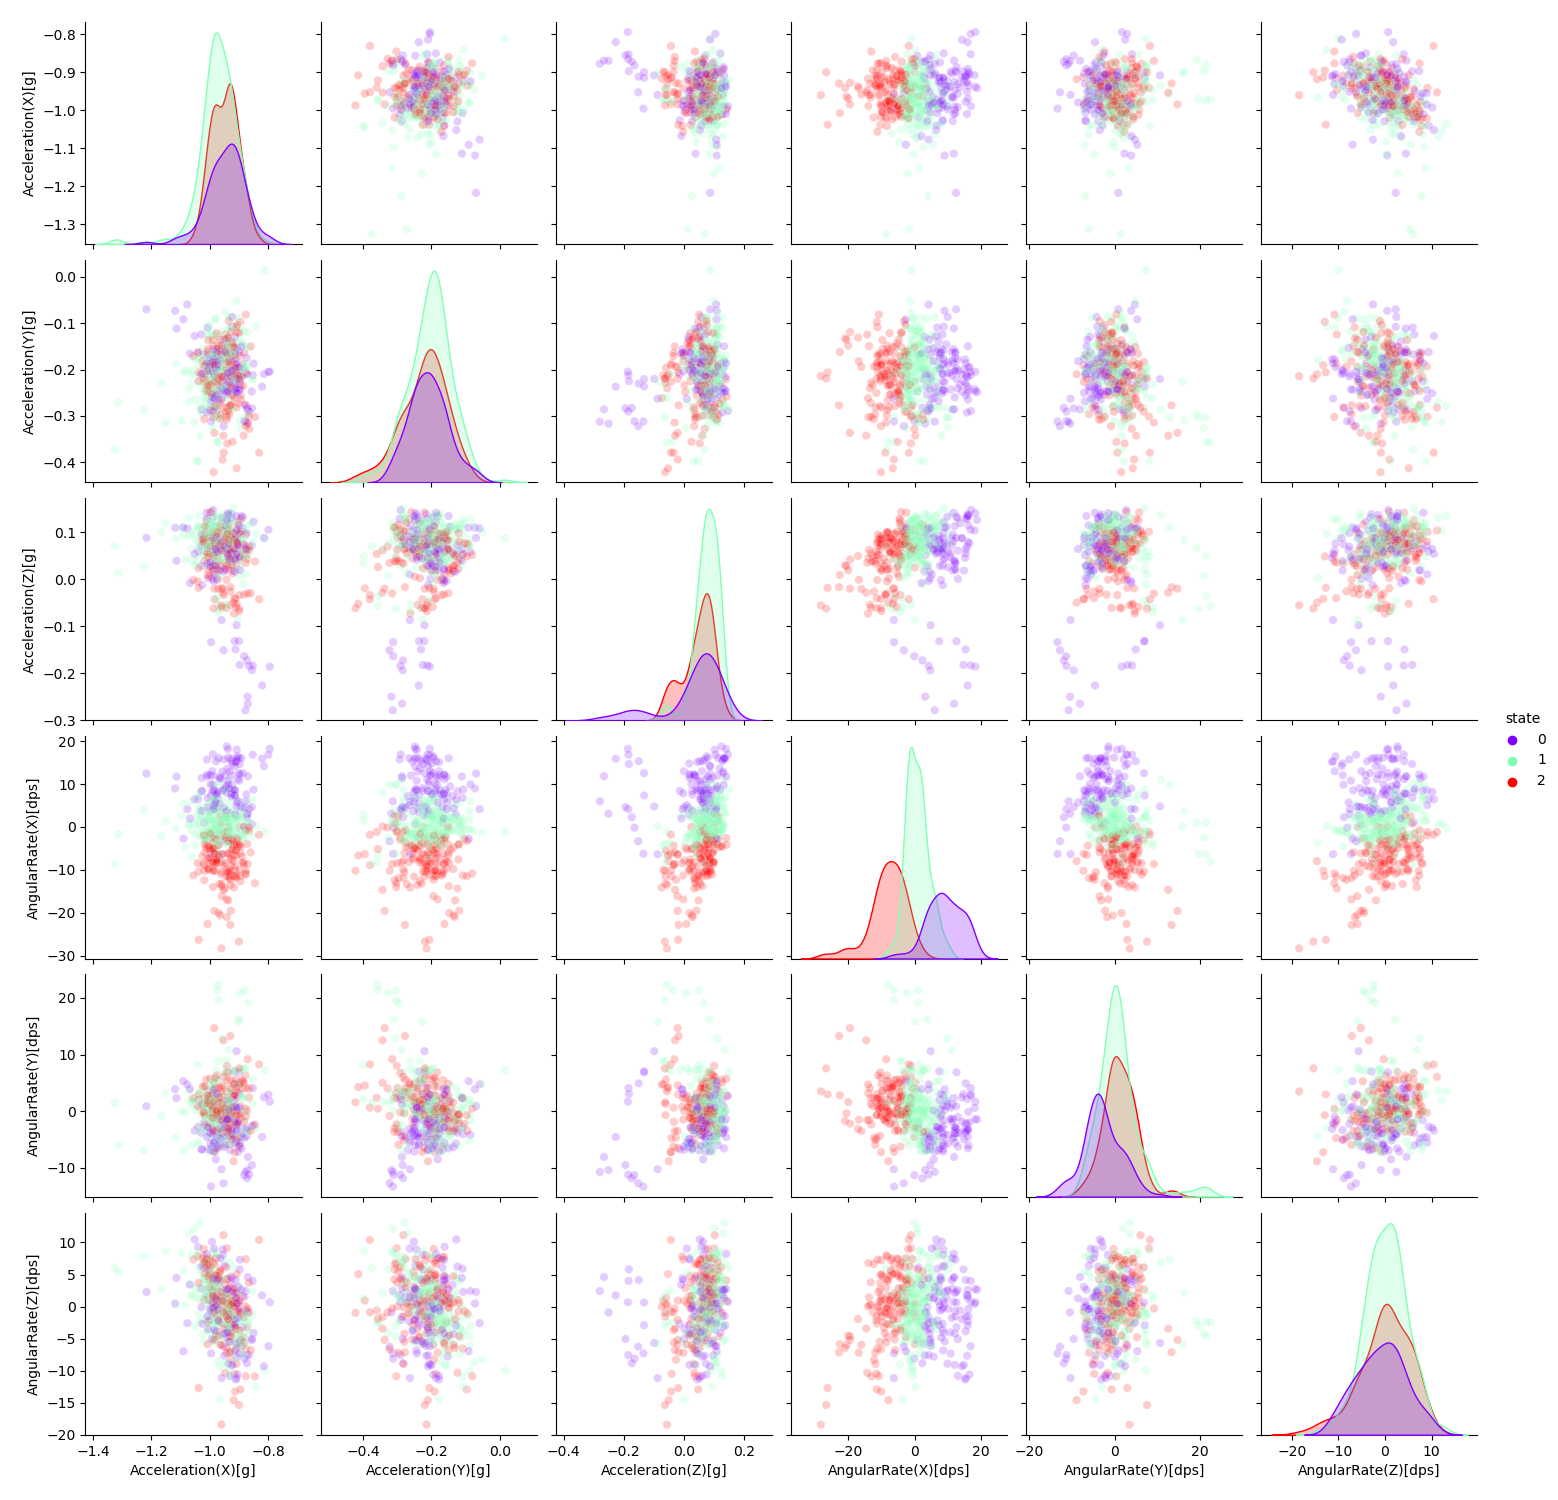 −0.8
−0.9
−1.0
−1.1
−1.2
−1.3
Acceleration(X)[g]
0.0
−0.1
−0.2
−0.3
−0.4
Acceleration(Y)[g]
0.1
0.0
−0.1
−0.2
−0.3
Acceleration(Z)[g]
state
0
1
2
20
10
0
−10
−20
−30
AngularRate(X)[dps]
20
10
0
−10
AngularRate(Y)[dps]
10
5
0
−5
−10
−15
−20
AngularRate(Z)[dps]
−1.4 −1.2 −1.0 −0.8
−0.4 −0.2 0.0
−0.4 −0.2 0.0 0.2
−20 0 20
−20 0 20
−20 −10 0 10
Acceleration(X)[g]
Acceleration(Y)[g]
Acceleration(Z)[g]
AngularRate(X)[dps]
AngularRate(Y)[dps]
AngularRate(Z)[dps]